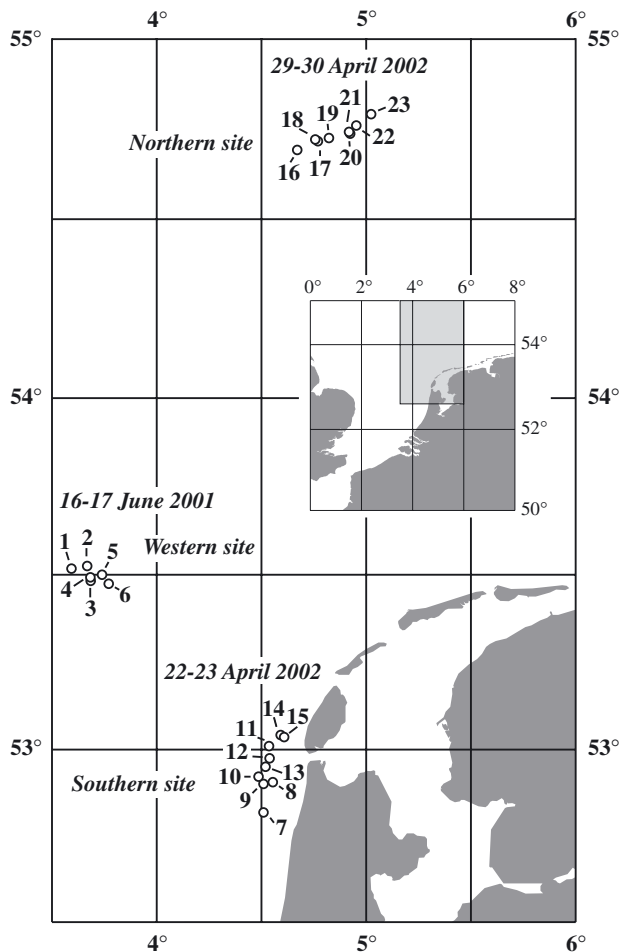 4° 5° 6°
55° 55°
29-30 April 2002
21
19 23
18
Northern site
22
20
16 17
0° 2° 4° 6° 8°
54°
54° 54°
52°
16-17 June 2001
50°
1 2 5
Western site
4 6
3
22-23 April 2002
14 15
11
53° 53°
12
10 13
Southern site 8
9
7
4° 5° 6°